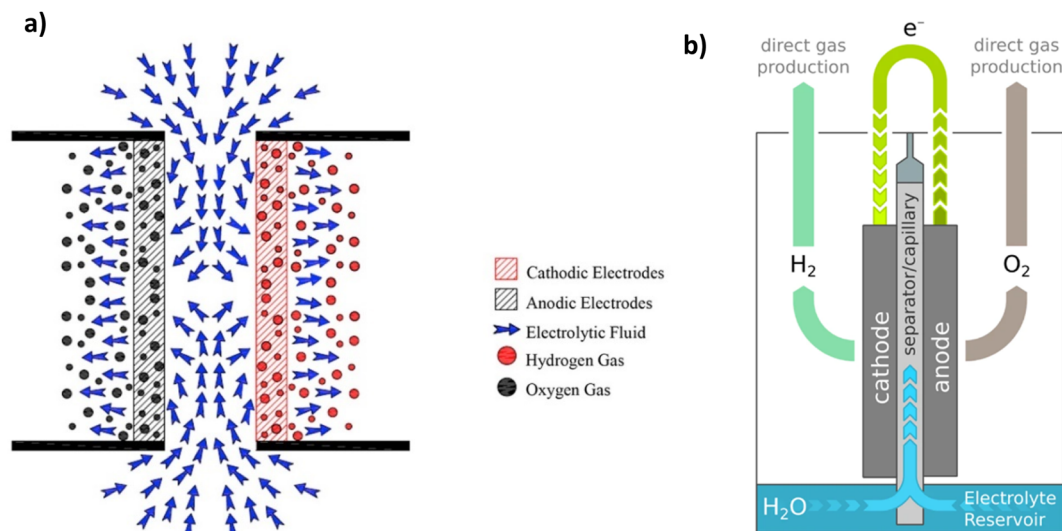 a)
Cathodic Electrodes
Anodic Electrodes
Electrolytic Fluid
Hydrogen Gas
Oxygen Gas
b)
e⁻
direct gas
production
direct gas
production
H₂
O₂
cathode
separator/capillary
anode
H₂O
Electrolyte
Reservoir